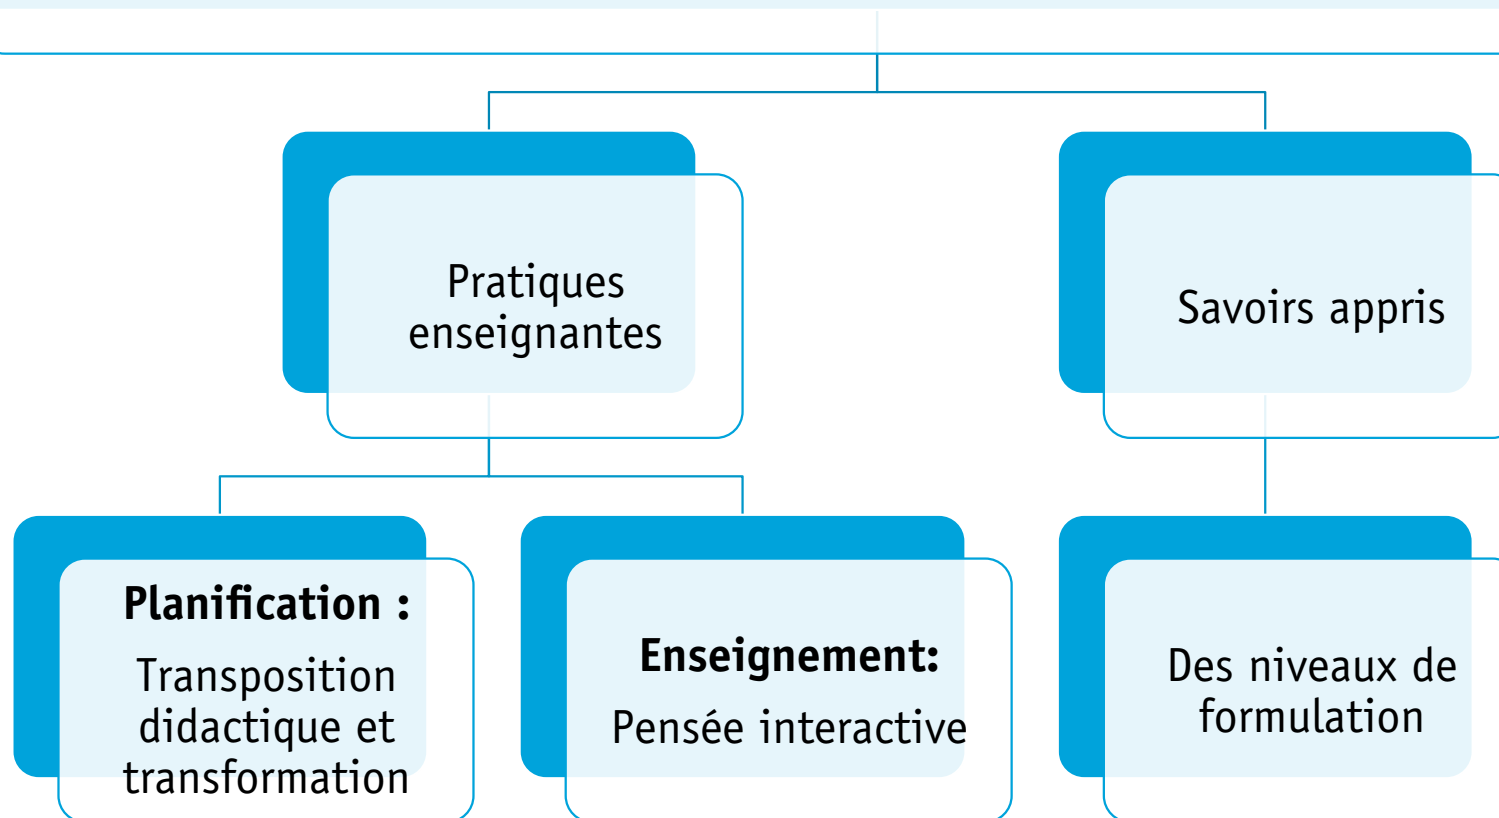 Pratiques
enseignantes
Savoirs appris
Planification :
Transposition
didactique et
transformation
Enseignement:
Pensée interactive
Des niveaux de
formulation